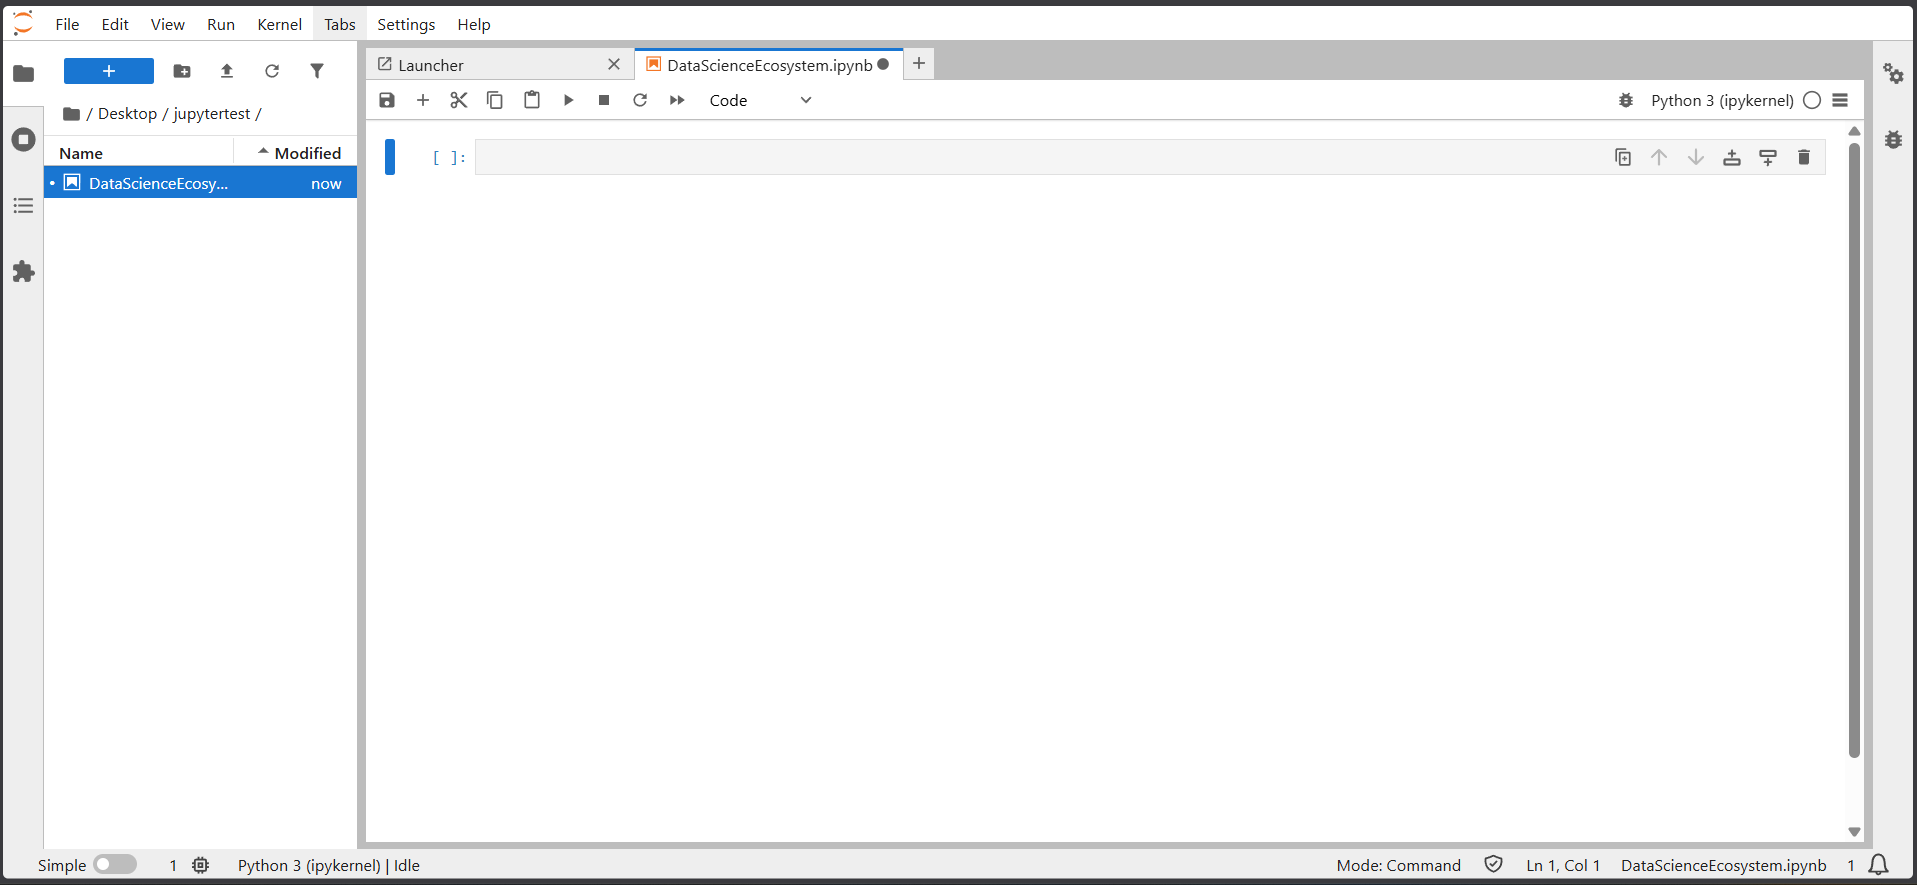 File Edit View Run Kernel Tabs Settings Help
Launcher
DataScienceEcosystem.ipynb
Code
Python 3 (ipykernel)
/ Desktop / jupytertest /
Name Modified
DataScienceEcosy... now
[ ]:
Simple 1 Python 3 (ipykernel) | Idle Mode: Command Ln 1, Col 1 DataScienceEcosystem.ipynb 1